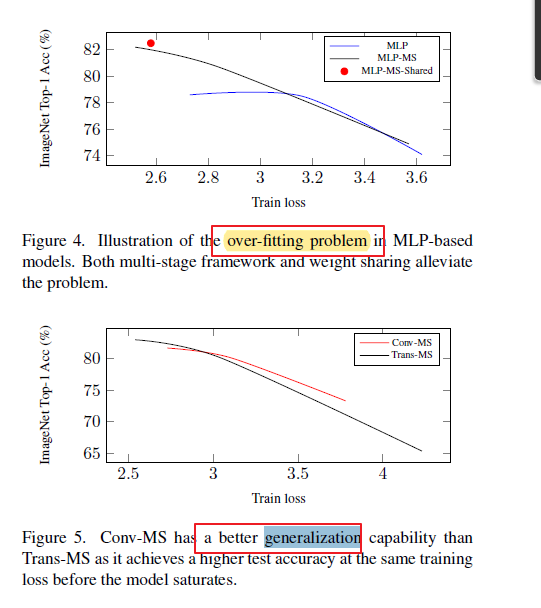 ImageNet Top-1 Acc (%)
82
80
78
76
74
MLP
MLP-MS
MLP-MS-Shared
2.6 2.8 3 3.2 3.4 3.6
Train loss
Figure 4. Illustration of the over-fitting problem in MLP-based
models. Both multi-stage framework and weight sharing alleviate
the problem.
ImageNet Top-1 Acc (%)
80
75
70
65
Conv-MS
Trans-MS
2.5 3 3.5 4
Train loss
Figure 5. Conv-MS has a better generalization capability than
Trans-MS as it achieves a higher test accuracy at the same training
loss before the model saturates.